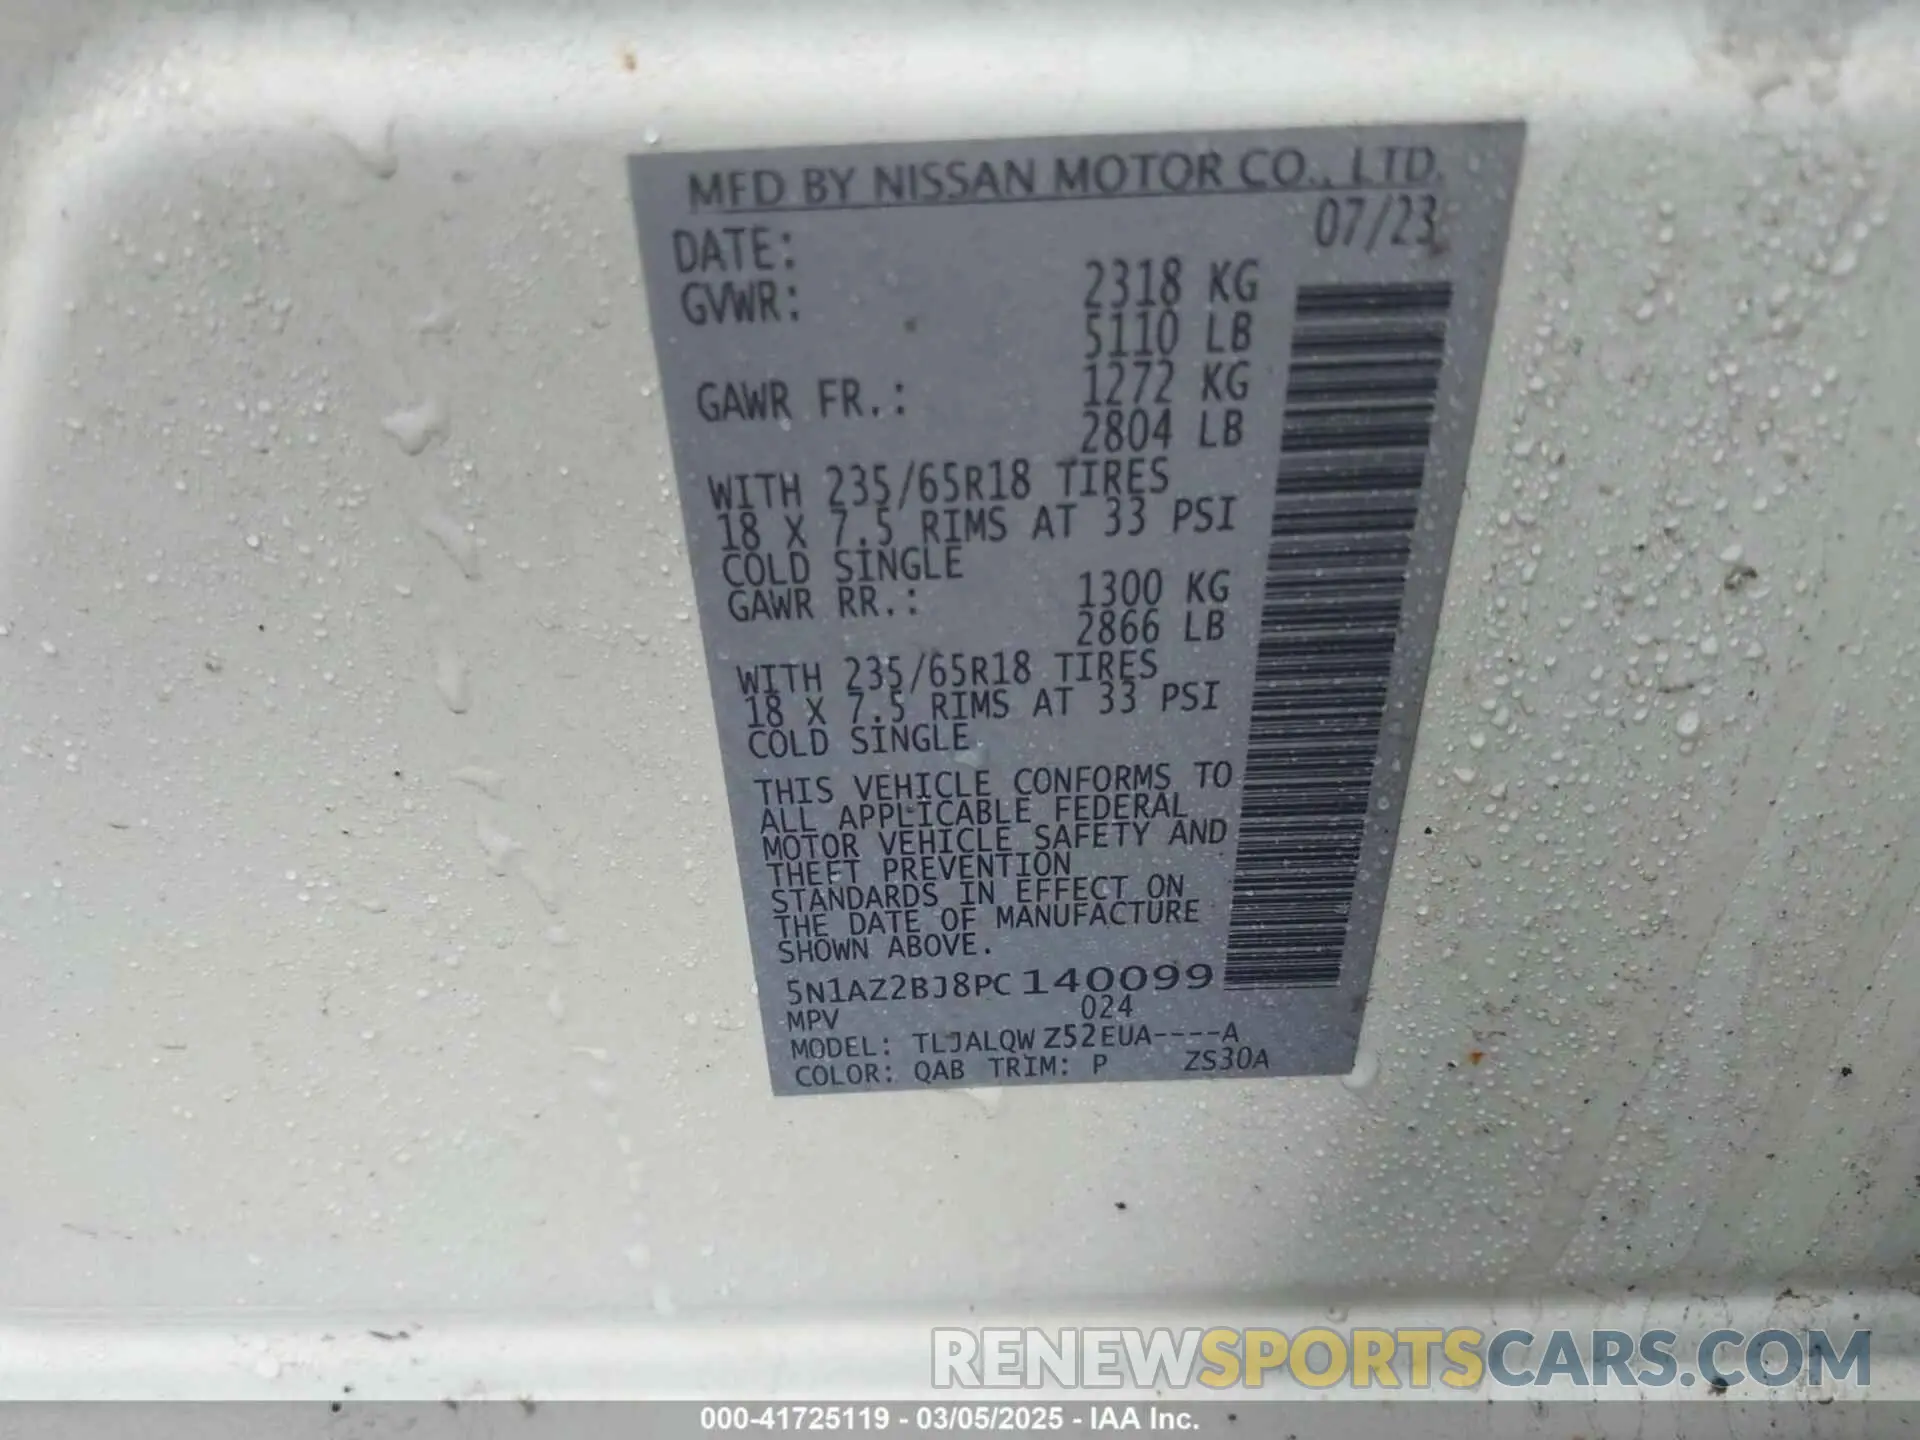 MFD BY NISSAN MOTOR CO., LTD.
DATE: 07/23
GVWR: 2318 KG
5110 LB
GAWR FR.: 1272 KG
2804 LB
WITH 235/65R18 TIRES
18 X 7.5 RIMS AT 33 PSI
COLD SINGLE
GAWR RR.: 1300 KG
2866 LB
WITH 235/65R18 TIRES
18 X 7.5 RIMS AT 33 PSI
COLD SINGLE
THIS VEHICLE CONFORMS TO
ALL APPLICABLE FEDERAL
MOTOR VEHICLE SAFETY AND
THEFT PREVENTION
STANDARDS IN EFFECT ON
THE DATE OF MANUFACTURE
SHOWN ABOVE.
5N1AZ2BJ8PC140099
MPV 024
MODEL: TLJALQWZ52EUA----A
COLOR: QAB TRIM: P ZS30A
RENEWSPORTSCARS.COM
000-41725119 - 03/05/2025 - IAA Inc.